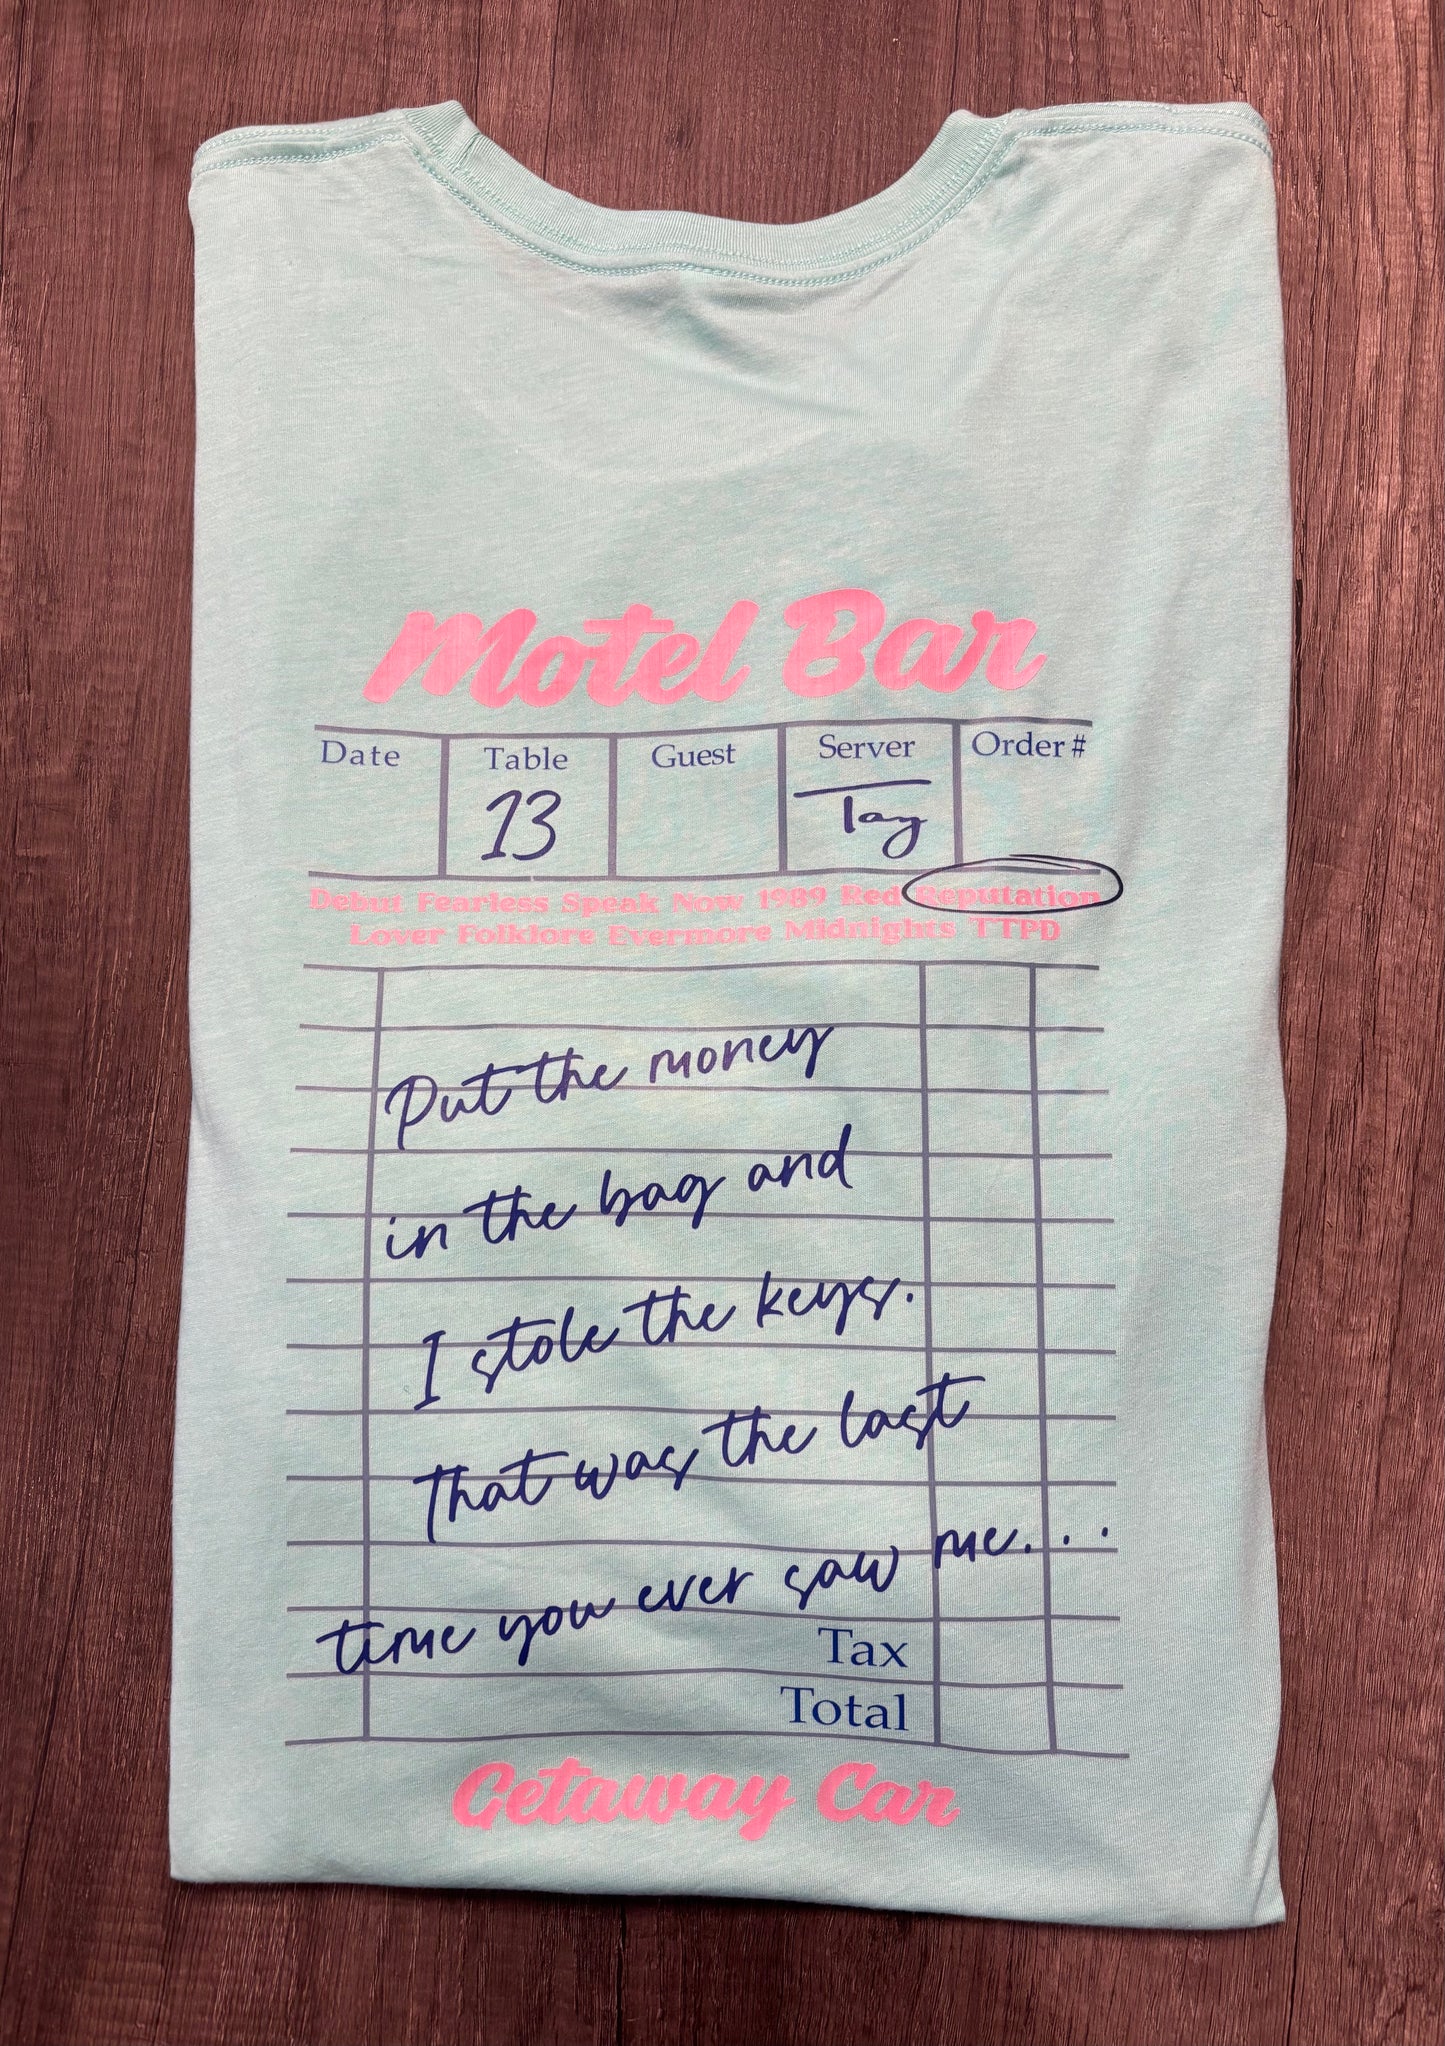 Motel Bar
Date Table Guest Server Order #
13 Tay
Debut Fearless Speak Now 1989 Red Reputation
Lover Folklore Evermore Midnights TTPD
Put the money
in the bag and
I stole the keys.
That was the last
time you ever saw me...
Tax
Total
Getaway Car